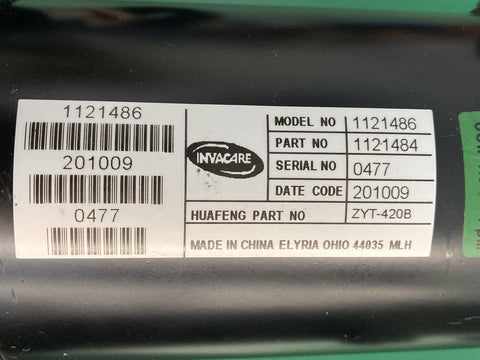 1121486
201009
0477
INVACARE
MODEL NO 1121486
PART NO 1121484
SERIAL NO 0477
DATE CODE 201009
HUAFENG PART NO ZYT-420B
MADE IN CHINA ELYRIA OHIO 44035 MLH